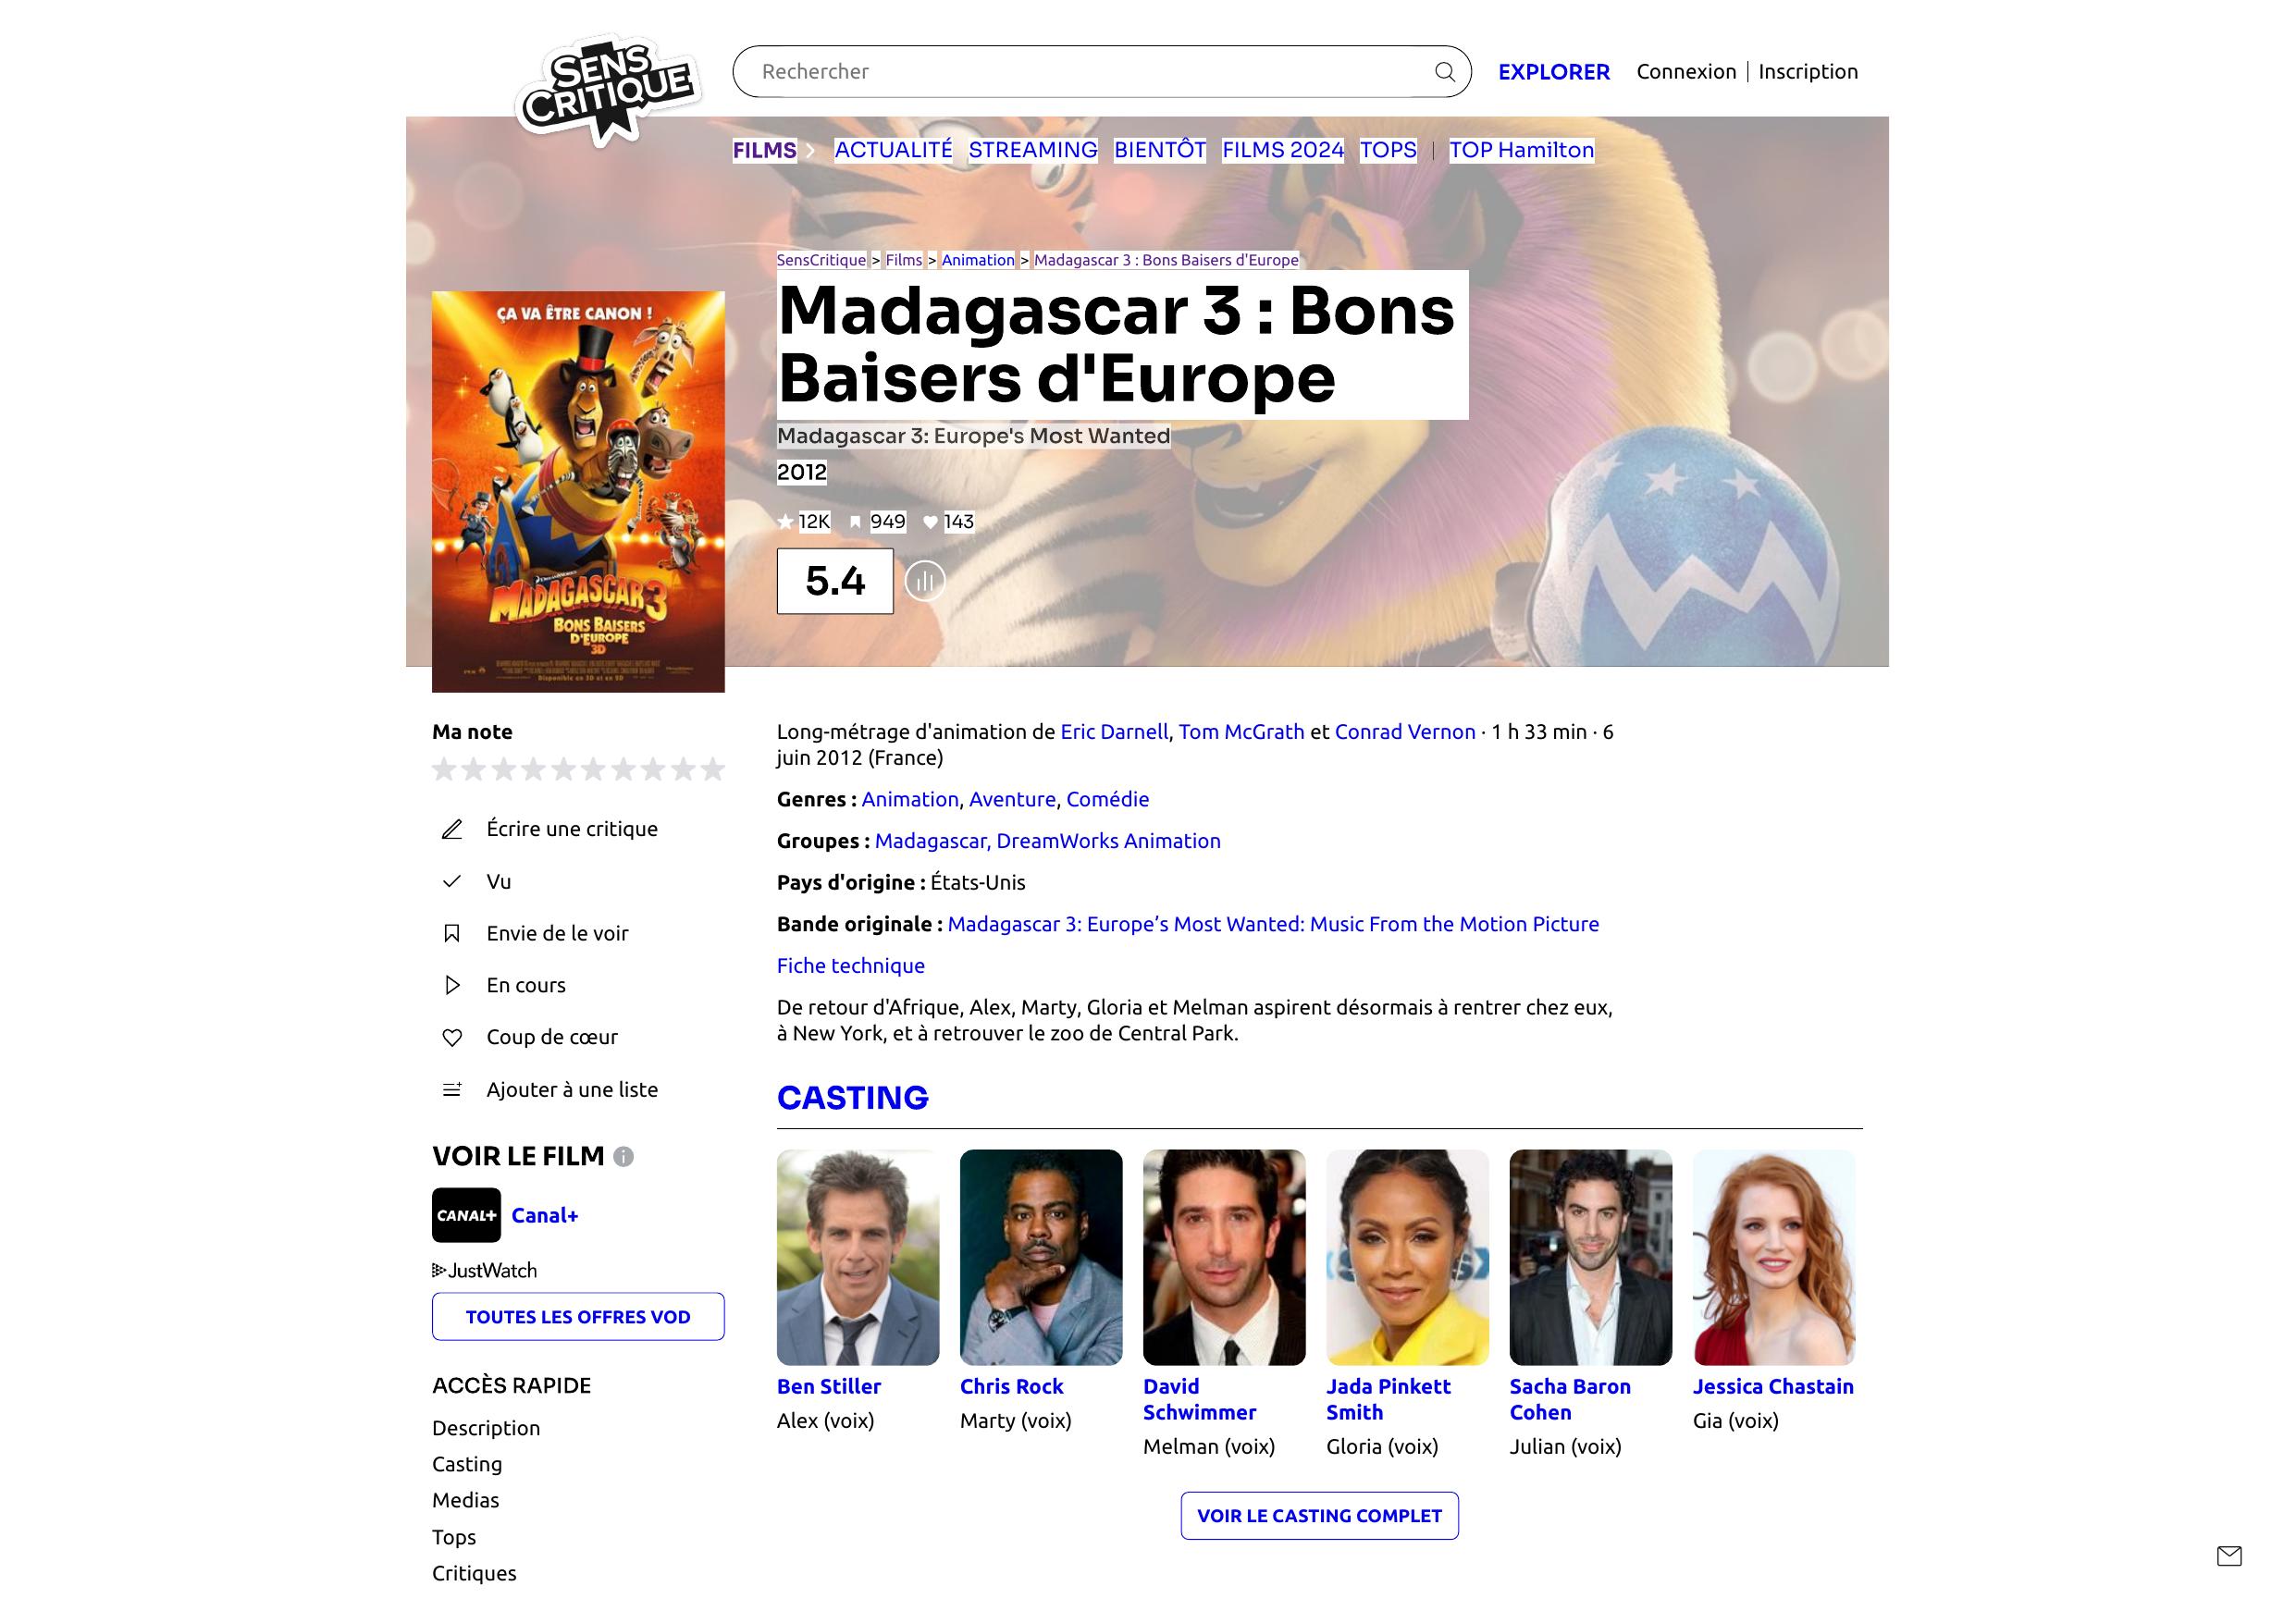 SENS
CRITIQUE
Rechercher
EXPLORER
Connexion | Inscription
FILMS
ACTUALITÉ
STREAMING
BIENTÔT
FILMS 2024
TOPS
|
TOP Hamilton
SensCritique > Films > Animation > Madagascar 3 : Bons Baisers d'Europe
Madagascar 3 : Bons
Baisers d'Europe
Madagascar 3: Europe's Most Wanted
2012
12K
949
143
5.4
ÇA VA ÊTRE CANON !
MADAGASCAR 3
BONS BAISERS
D'EUROPE
3D
Disponible en 3D et en 2D
Ma note
Écrire une critique
Vu
Envie de le voir
En cours
Coup de cœur
Ajouter à une liste
VOIR LE FILM
CANAL+
Canal+
JustWatch
TOUTES LES OFFRES VOD
ACCÈS RAPIDE
Description
Casting
Medias
Tops
Critiques
Long-métrage d'animation de Eric Darnell, Tom McGrath et Conrad Vernon · 1 h 33 min · 6
juin 2012 (France)
Genres : Animation, Aventure, Comédie
Groupes : Madagascar, DreamWorks Animation
Pays d'origine : États-Unis
Bande originale : Madagascar 3: Europe’s Most Wanted: Music From the Motion Picture
Fiche technique
De retour d'Afrique, Alex, Marty, Gloria et Melman aspirent désormais à rentrer chez eux,
à New York, et à retrouver le zoo de Central Park.
CASTING
Ben Stiller
Alex (voix)
Chris Rock
Marty (voix)
David
Schwimmer
Melman (voix)
Jada Pinkett
Smith
Gloria (voix)
Sacha Baron
Cohen
Julian (voix)
Jessica Chastain
Gia (voix)
VOIR LE CASTING COMPLET